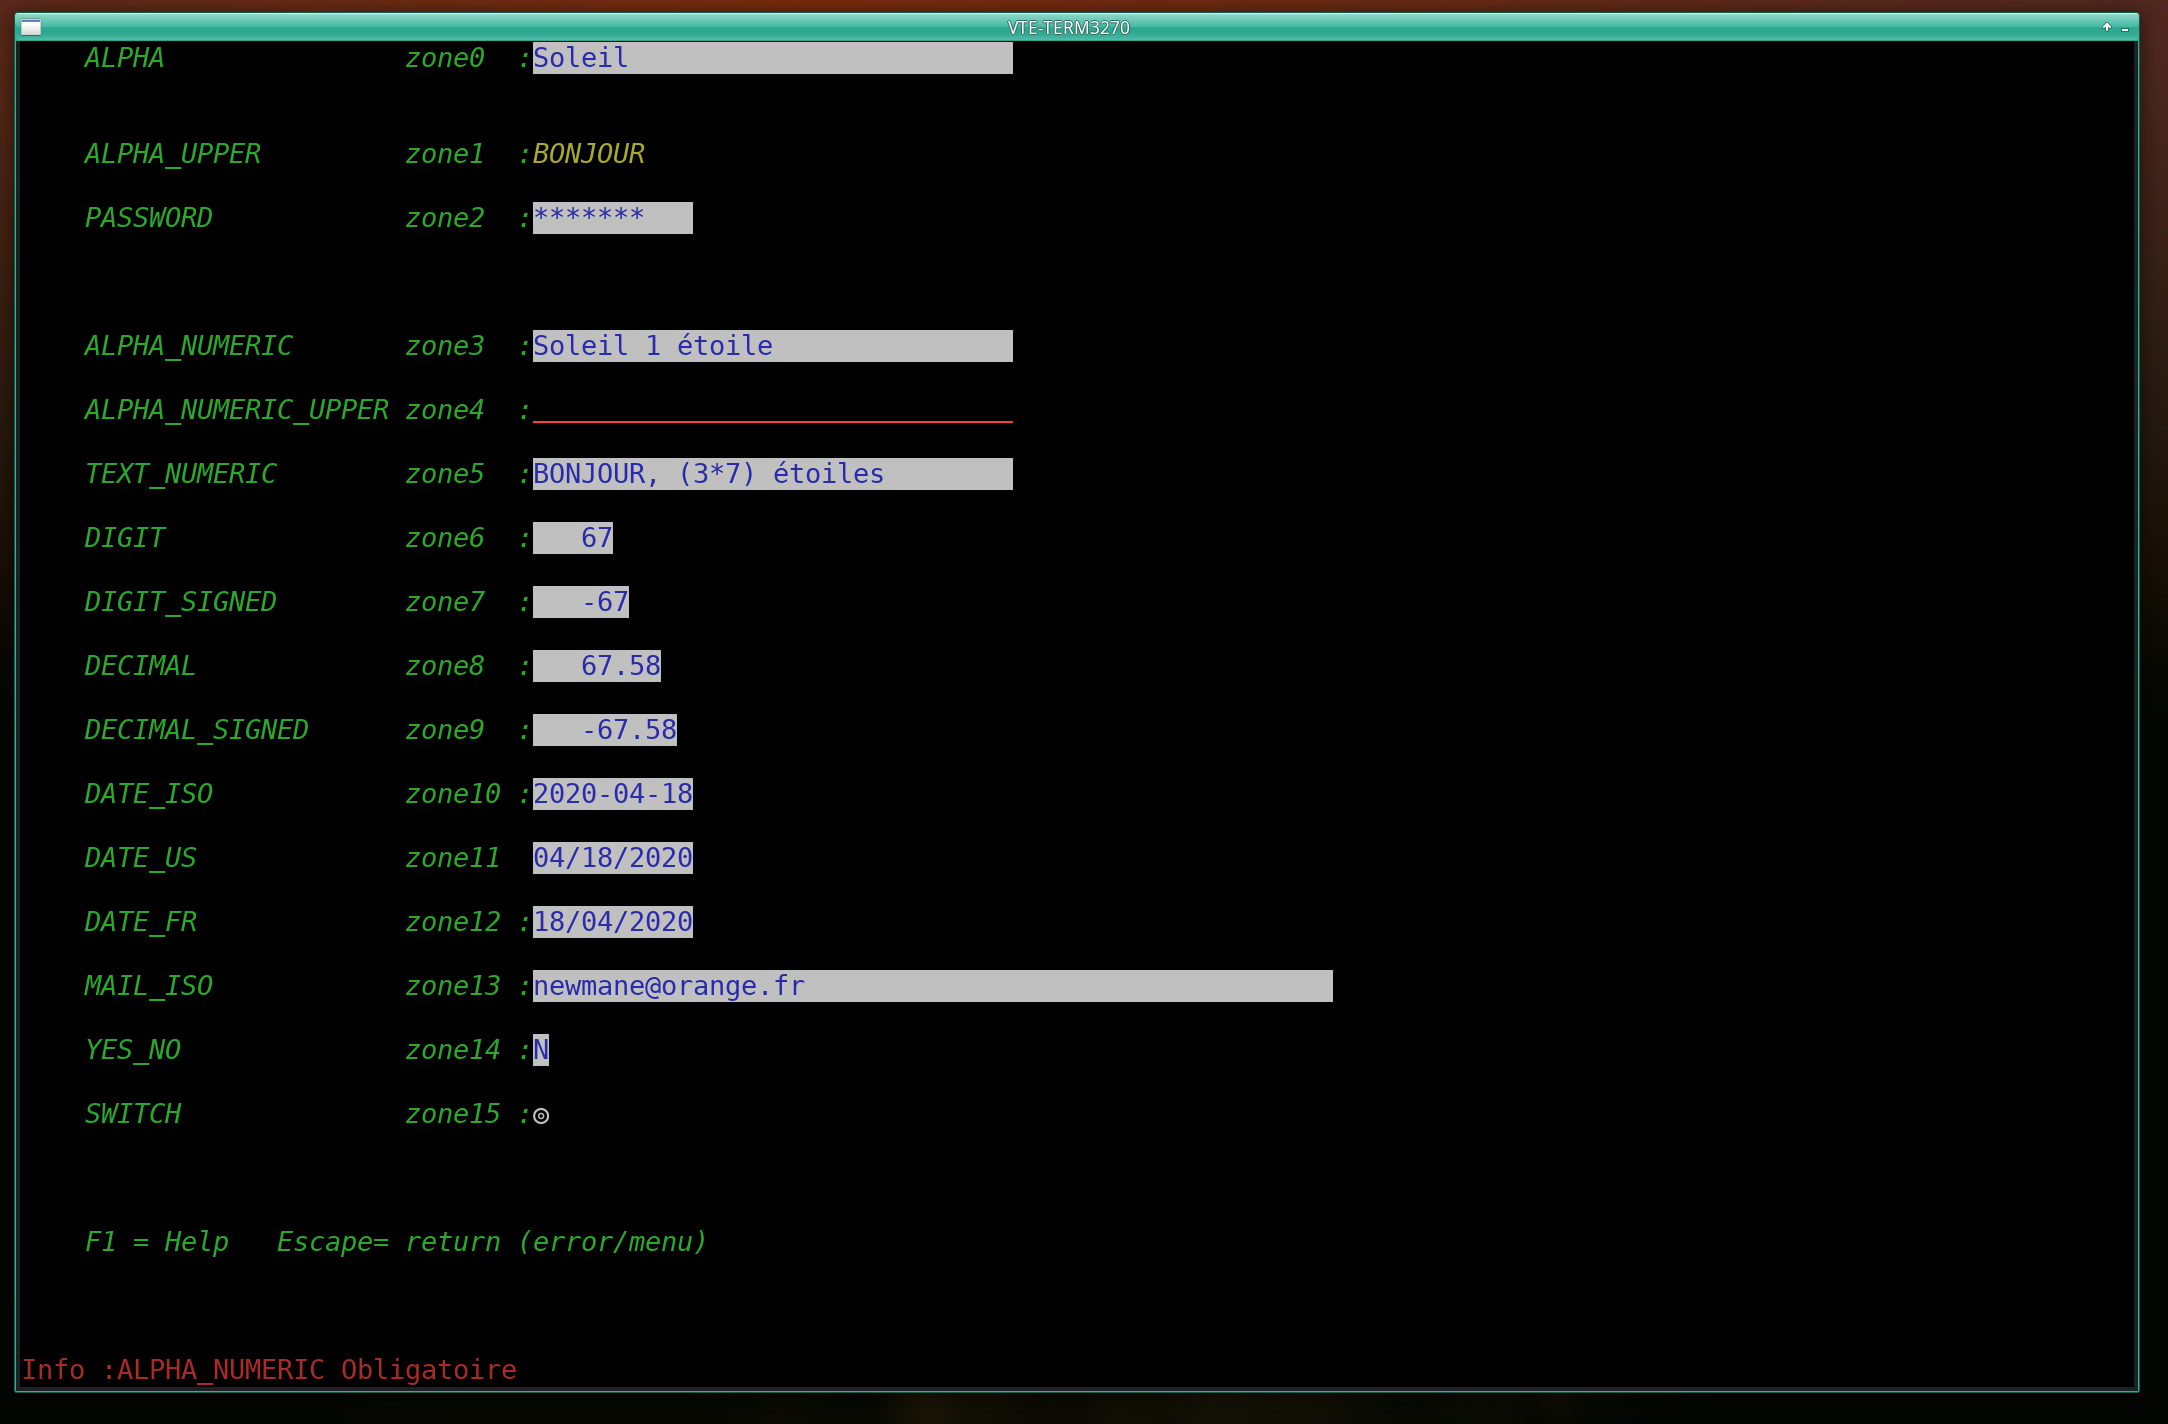 VTE-TERM3270
ALPHA zone0 :Soleil
ALPHA_UPPER zone1 :BONJOUR
PASSWORD zone2 :*******
ALPHA_NUMERIC zone3 :Soleil 1 étoile
ALPHA_NUMERIC_UPPER zone4 :
TEXT_NUMERIC zone5 :BONJOUR, (3*7) étoiles
DIGIT zone6 : 67
DIGIT_SIGNED zone7 : -67
DECIMAL zone8 : 67.58
DECIMAL_SIGNED zone9 : -67.58
DATE_ISO zone10 :2020-04-18
DATE_US zone11 04/18/2020
DATE_FR zone12 :18/04/2020
MAIL_ISO zone13 :newmane@orange.fr
YES_NO zone14 :N
SWITCH zone15 :◎
F1 = Help Escape= return (error/menu)
Info :ALPHA_NUMERIC Obligatoire